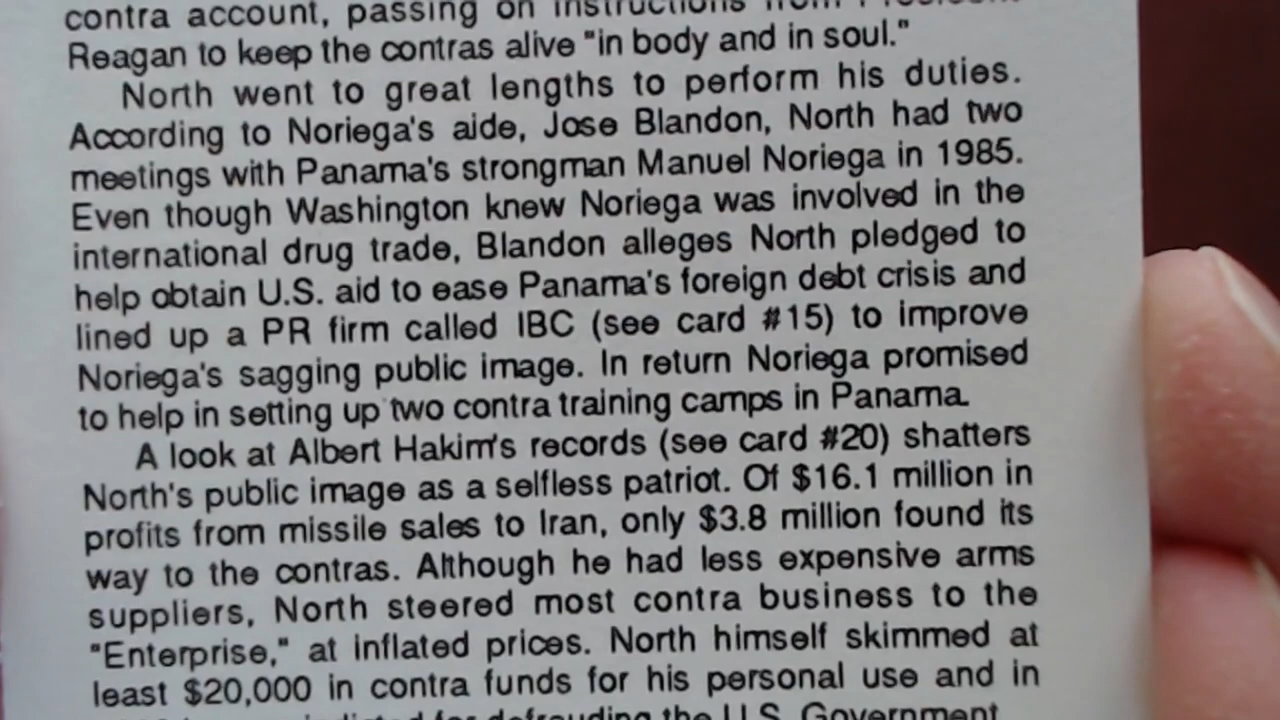 contra account, passing on instructions from President
Reagan to keep the contras alive "in body and in soul."
North went to great lengths to perform his duties.
According to Noriega's aide, Jose Blandon, North had two
meetings with Panama's strongman Manuel Noriega in 1985.
Even though Washington knew Noriega was involved in the
international drug trade, Blandon alleges North pledged to
help obtain U.S. aid to ease Panama's foreign debt crisis and
lined up a PR firm called IBC (see card #15) to improve
Noriega's sagging public image. In return Noriega promised
to help in setting up two contra training camps in Panama.
A look at Albert Hakim's records (see card #20) shatters
North's public image as a selfless patriot. Of $16.1 million in
profits from missile sales to Iran, only $3.8 million found its
way to the contras. Although he had less expensive arms
suppliers, North steered most contra business to the
"Enterprise," at inflated prices. North himself skimmed at
least $20,000 in contra funds for his personal use and in
indicted for defrauding the U.S. Government